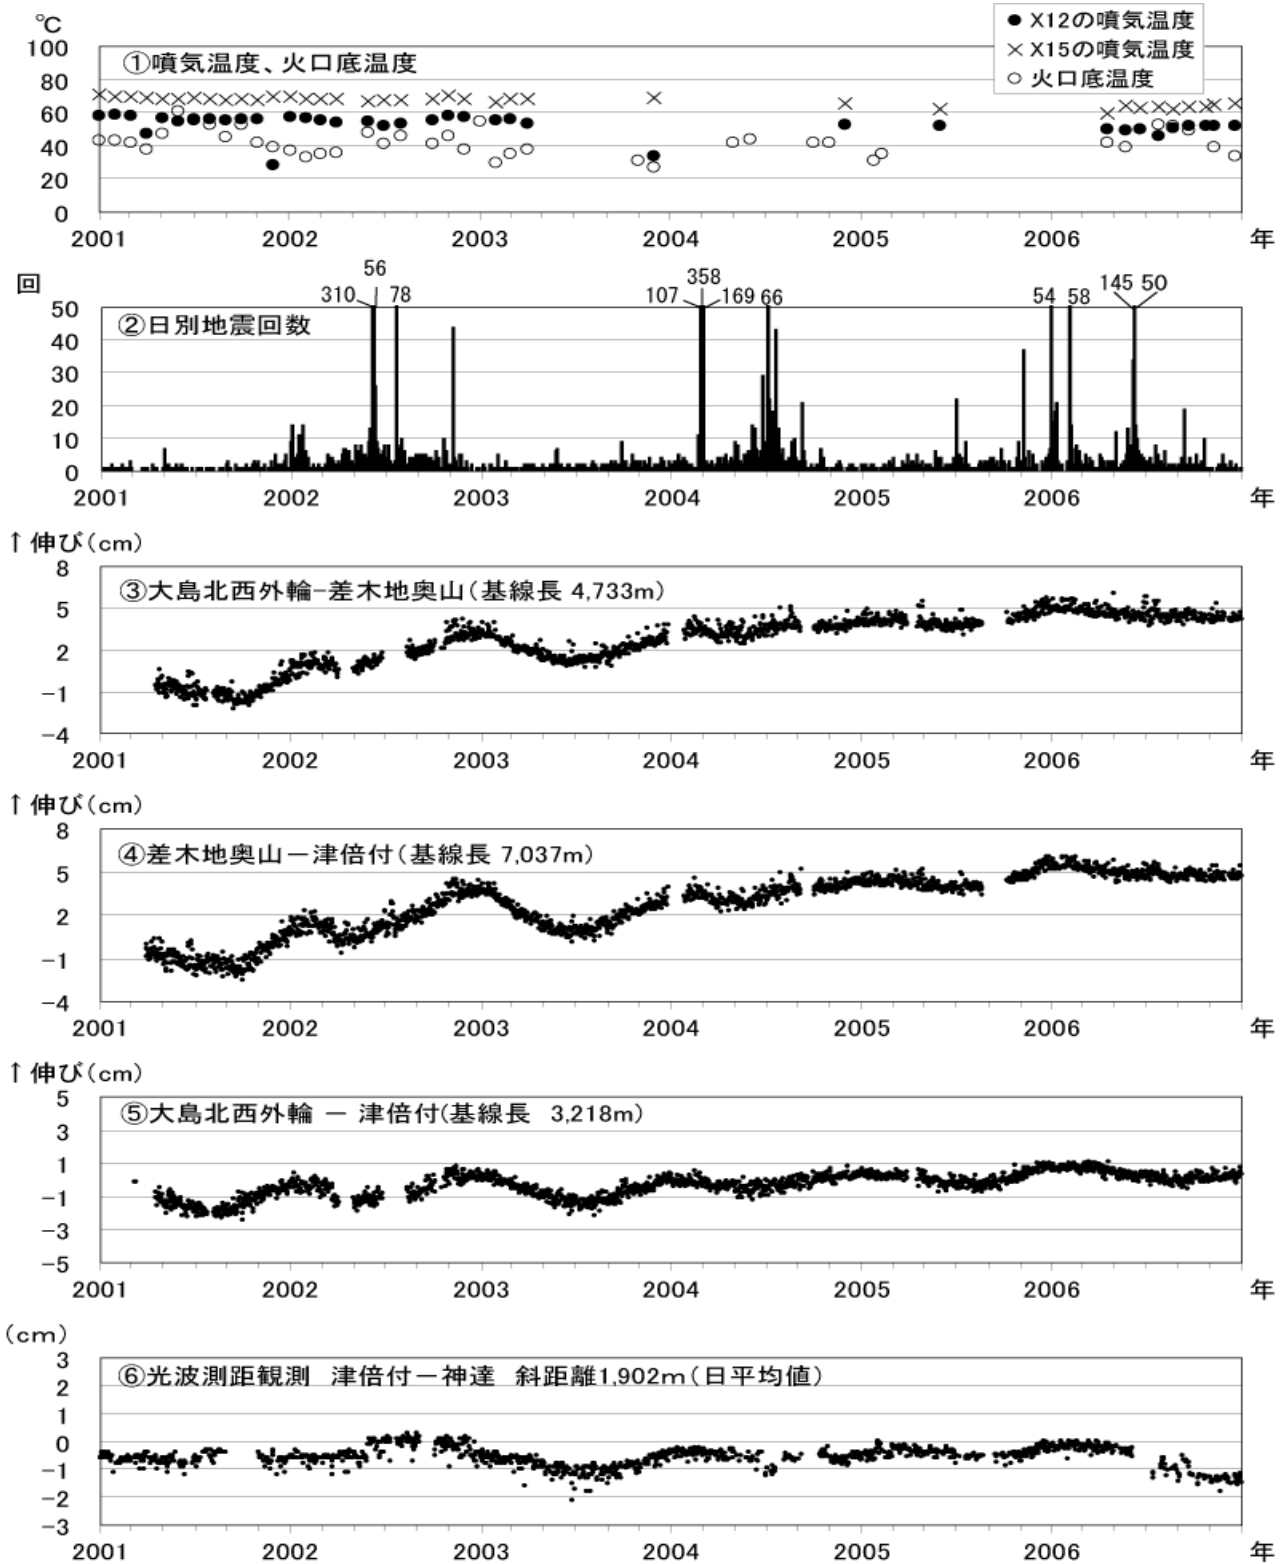 ℃
● X12の噴気温度
× X15の噴気温度
○ 火口底温度
①噴気温度、火口底温度
100
80
60
40
20
0
2001 2002 2003 2004 2005 2006 年
回
56
310 78
358
107 169 66
54 58
145 50
②日別地震回数
50
40
30
20
10
0
2001 2002 2003 2004 2005 2006 年
↑伸び(cm)
③大島北西外輪-差木地奥山(基線長 4,733m)
8
5
2
-1
-4
2001 2002 2003 2004 2005 2006 年
↑伸び(cm)
④差木地奥山－津倍付(基線長 7,037m)
8
5
2
-1
-4
2001 2002 2003 2004 2005 2006 年
↑伸び(cm)
⑤大島北西外輪 － 津倍付(基線長 3,218m)
5
3
1
-1
-3
-5
2001 2002 2003 2004 2005 2006 年
(cm)
⑥光波測距観測 津倍付－神達 斜距離1,902m(日平均値)
3
2
1
0
-1
-2
-3
2001 2002 2003 2004 2005 2006 年